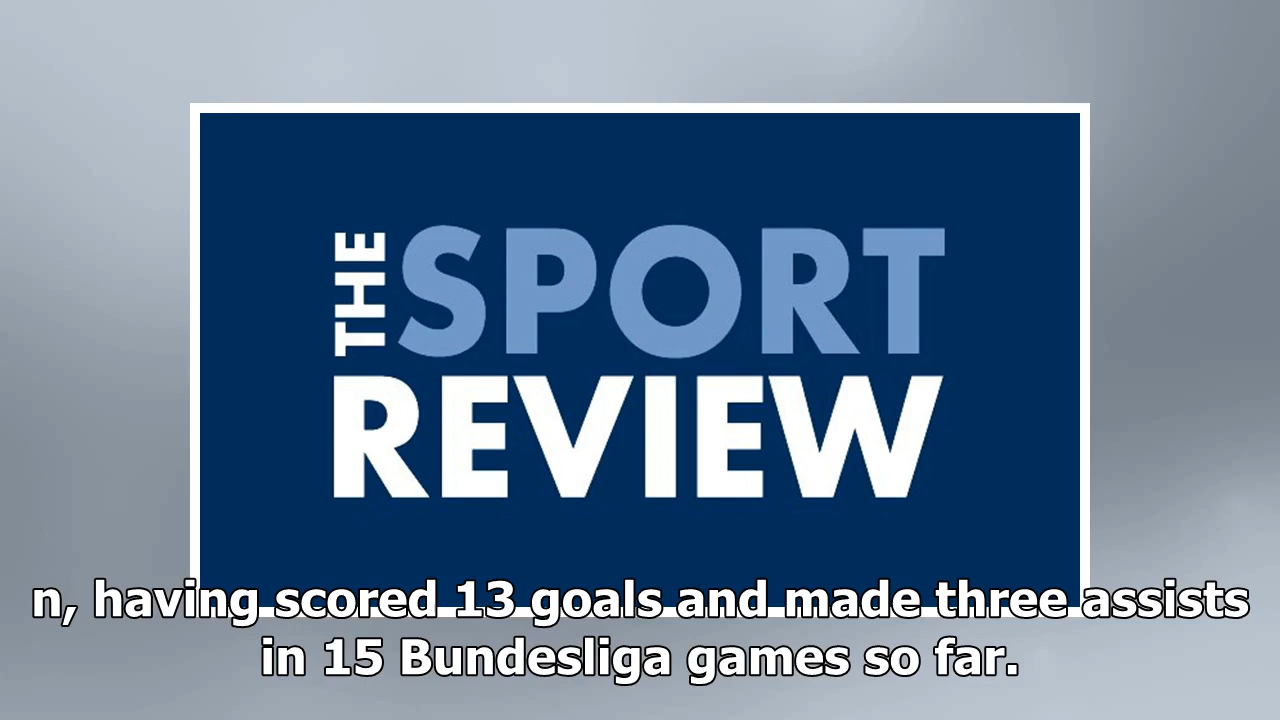 THE
SPORT
REVIEW
n, having scored 13 goals and made three assists
in 15 Bundesliga games so far.